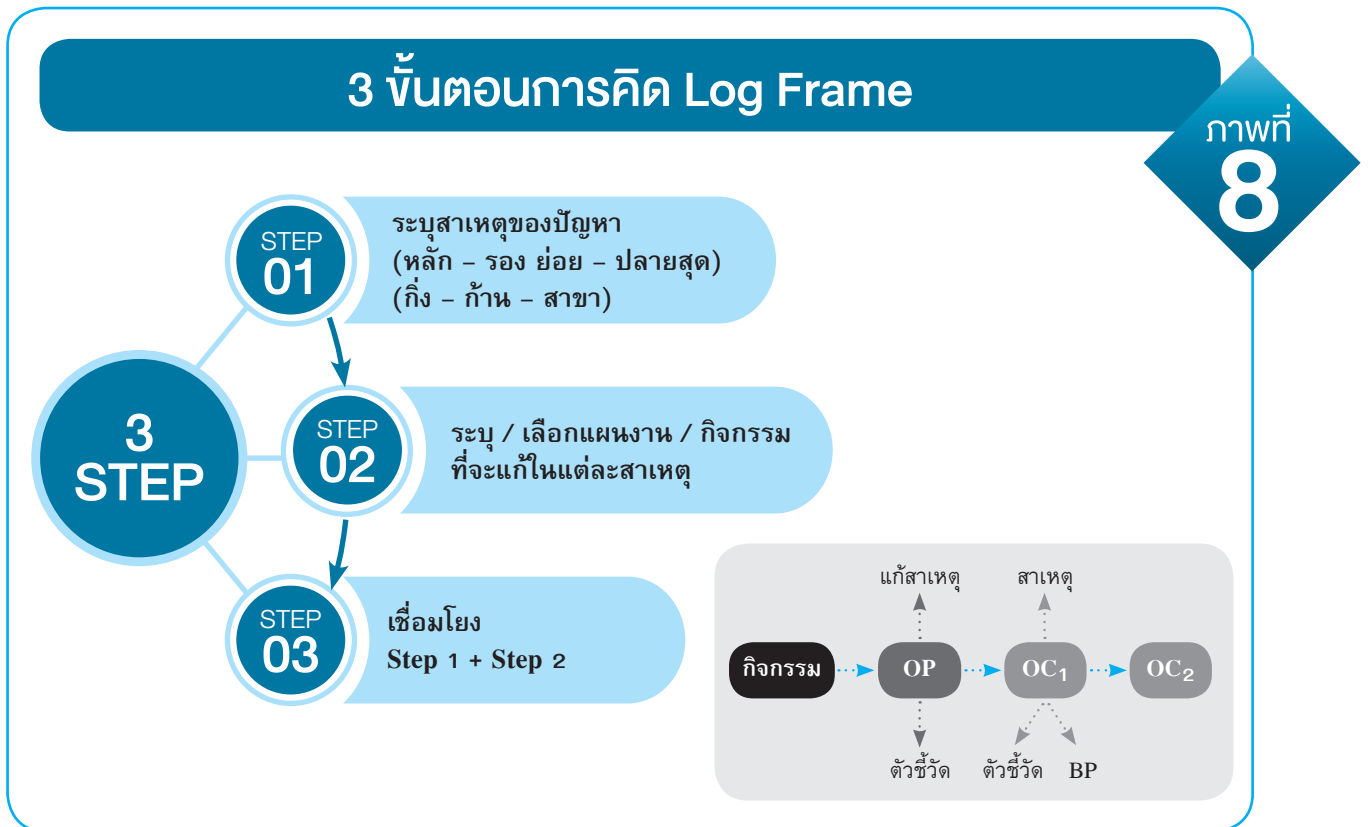 3 ขั้นตอนการคิด Log Frame
ภาพที่
8
STEP
01
ระบุสาเหตุของปัญหา
(หลัก – รอง ย่อย – ปลายสุด)
(กิ่ง – ก้าน – สาขา)
3
STEP
STEP
02
ระบุ / เลือกแผนงาน / กิจกรรม
ที่จะแก้ในแต่ละสาเหตุ
STEP
03
เชื่อมโยง
Step 1 + Step 2
แก้สาเหตุ สาเหตุ
กิจกรรม OP OC₁ OC₂
ตัวชี้วัด ตัวชี้วัด BP